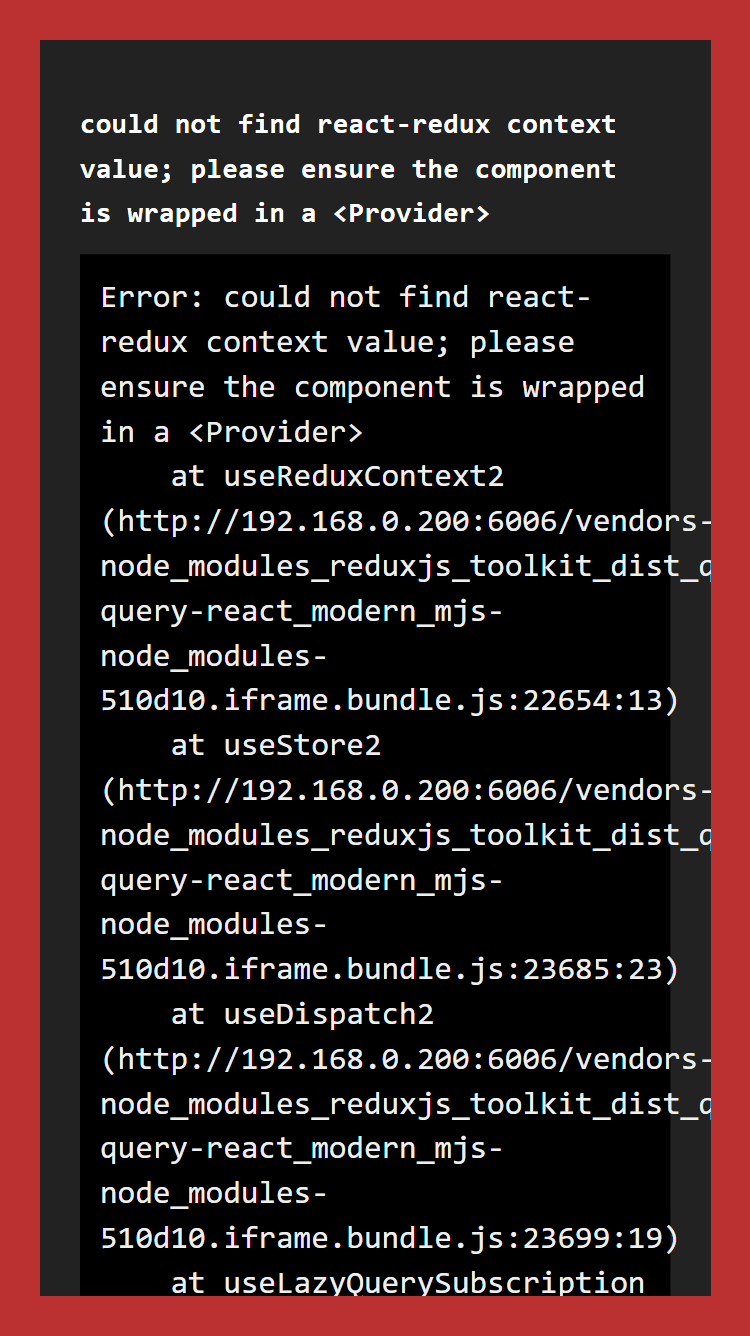 could not find react-redux context
value; please ensure the component
is wrapped in a <Provider>
Error: could not find react-
redux context value; please
ensure the component is wrapped
in a <Provider>
at useReduxContext2
(http://192.168.0.200:6006/vendors-
node_modules_reduxjs_toolkit_dist_q
query-react_modern_mjs-
node_modules-
510d10.iframe.bundle.js:22654:13)
at useStore2
(http://192.168.0.200:6006/vendors-
node_modules_reduxjs_toolkit_dist_q
query-react_modern_mjs-
node_modules-
510d10.iframe.bundle.js:23685:23)
at useDispatch2
(http://192.168.0.200:6006/vendors-
node_modules_reduxjs_toolkit_dist_q
query-react_modern_mjs-
node_modules-
510d10.iframe.bundle.js:23699:19)
at useLazyQuerySubscription